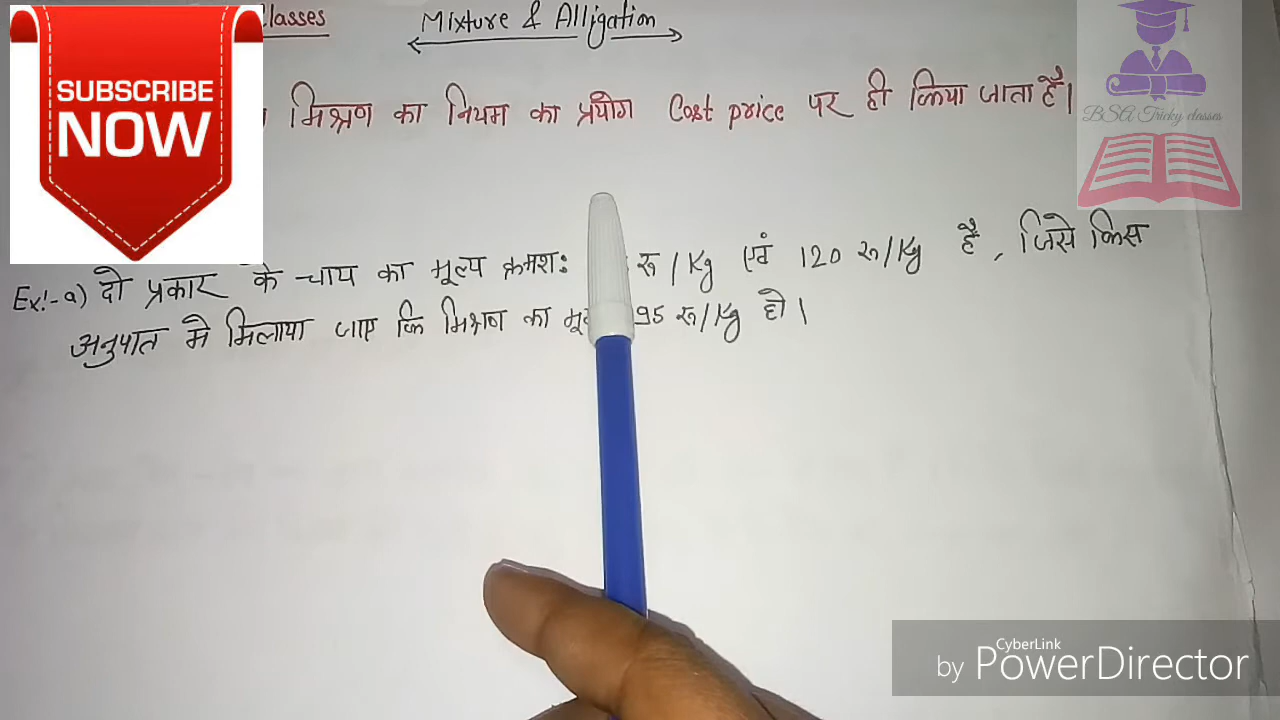 Classes Mixture & Alligation
मिश्रण का नियम का प्रयोग Cost price पर ही किया जाता है।
SUBSCRIBE
NOW
BSA Tricky classes
Ex:-a) दो प्रकार के चाय का मूल्य क्रमशः रू/Kg एवं 120 रू/Kg है, जिसे किस
अनुपात मे मिलाया जाए कि मिश्रण का 95 रू/Kg हो।
CyberLink
by PowerDirector